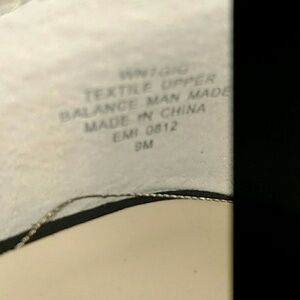 TEXTILE UPPER
BALANCE MAN MADE
MADE IN CHINA
EMI 0812
9M